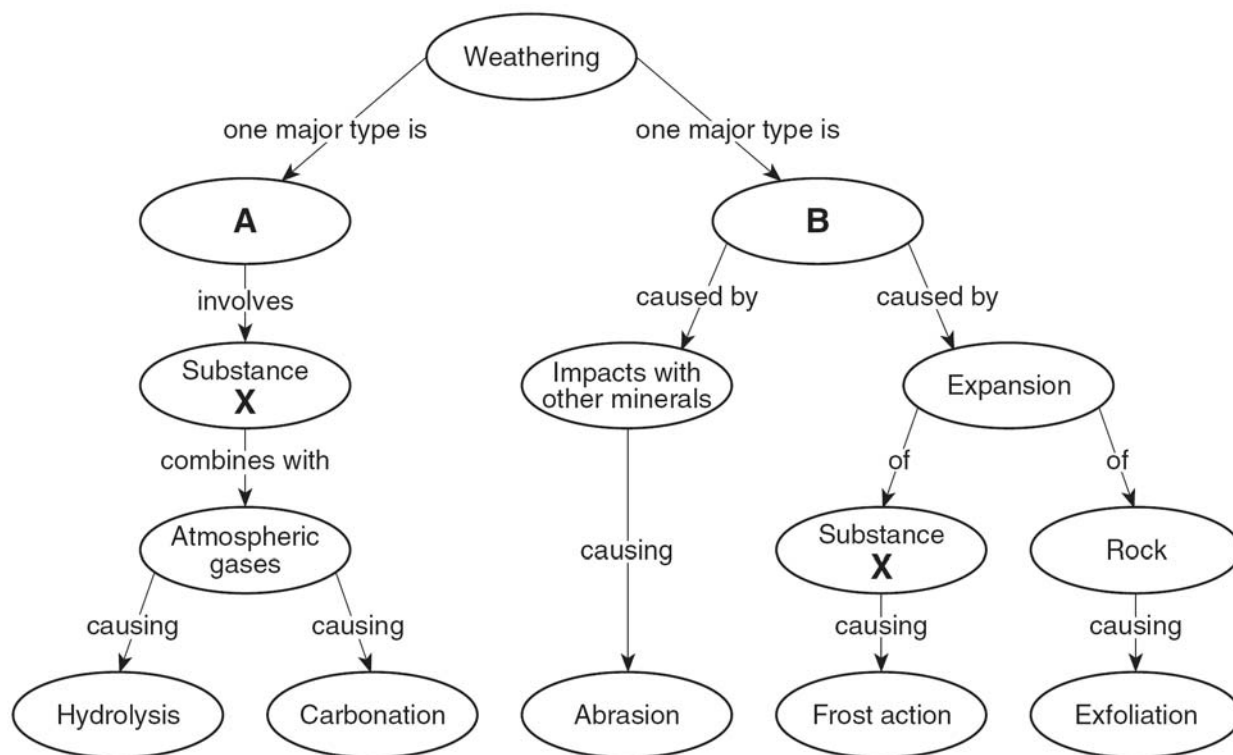 Weathering
one major type is
one major type is
A
B
involves
caused by
caused by
Substance
X
Impacts with
other minerals
Expansion
combines with
of
of
Atmospheric
gases
causing
Substance
X
Rock
causing
causing
causing
causing
Hydrolysis
Carbonation
Abrasion
Frost action
Exfoliation